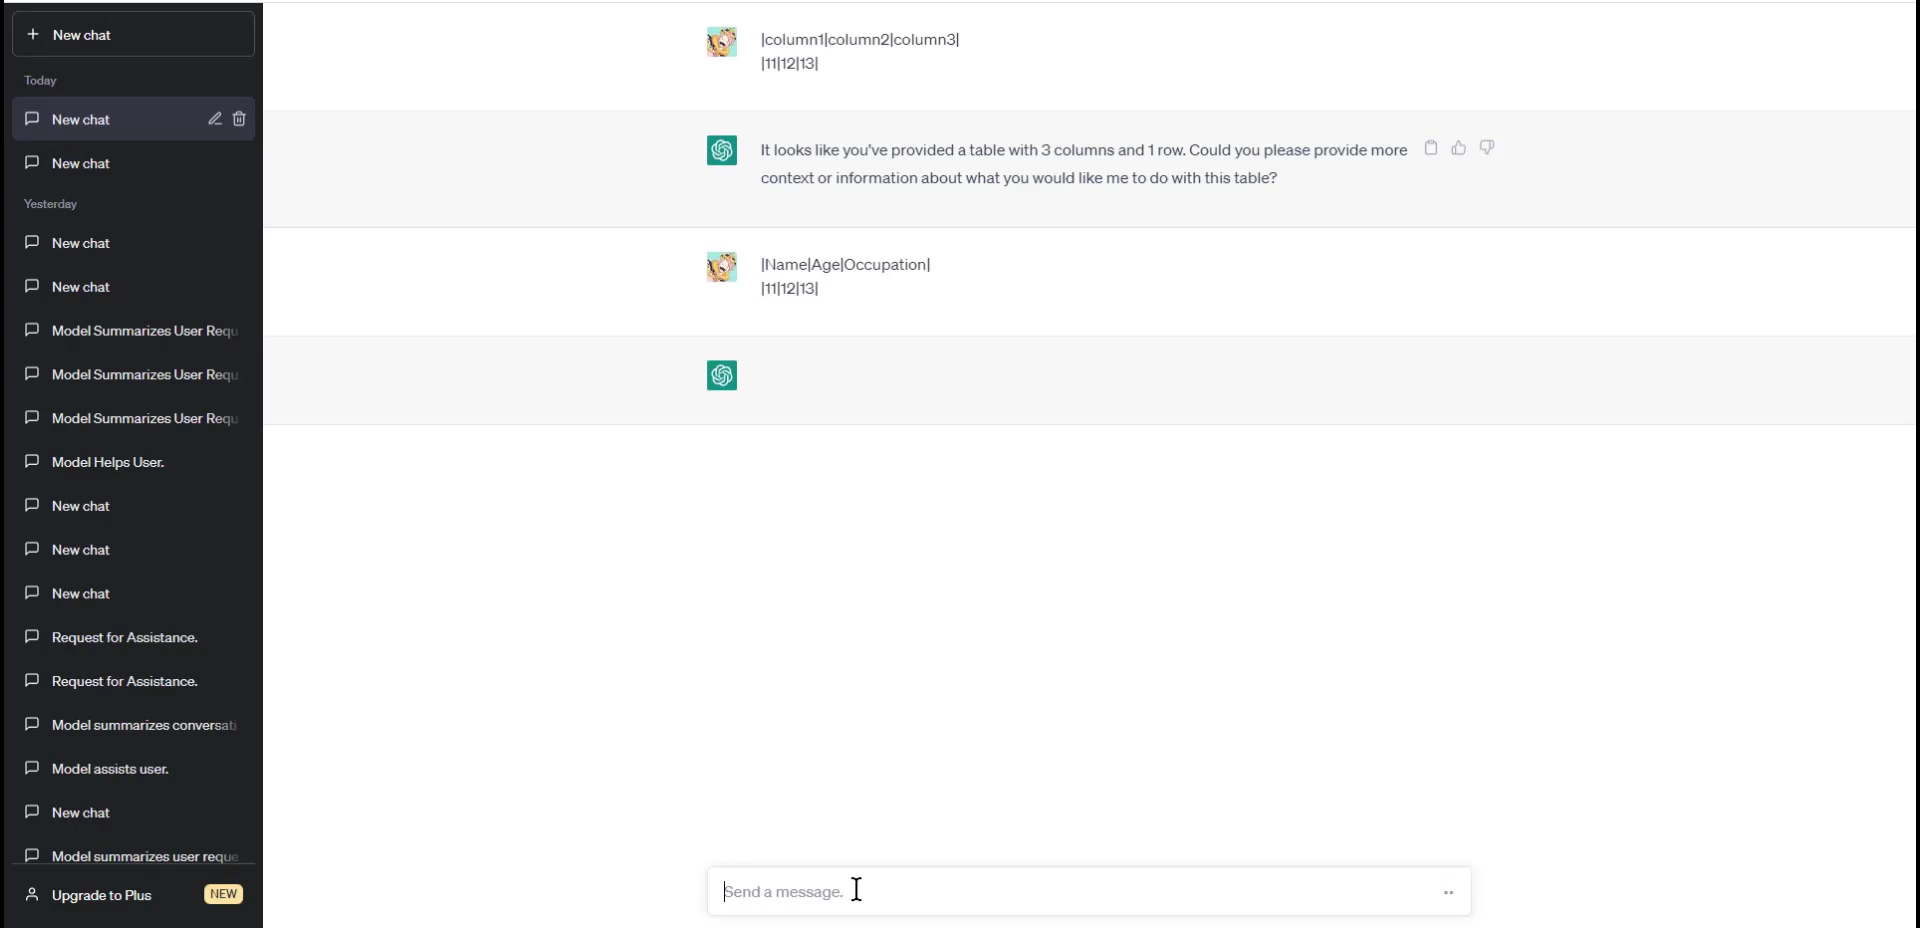 New chat
Today
New chat
New chat
Yesterday
New chat
New chat
Model Summarizes User Requ
Model Summarizes User Requ
Model Summarizes User Requ
Model Helps User.
New chat
New chat
New chat
Request for Assistance.
Request for Assistance.
Model summarizes conversati
Model assists user.
New chat
Model summarizes user reque
Upgrade to Plus NEW
|column1|column2|column3|
|11|12|13|
It looks like you've provided a table with 3 columns and 1 row. Could you please provide more
context or information about what you would like me to do with this table?
|Name|Age|Occupation|
|11|12|13|
Send a message.